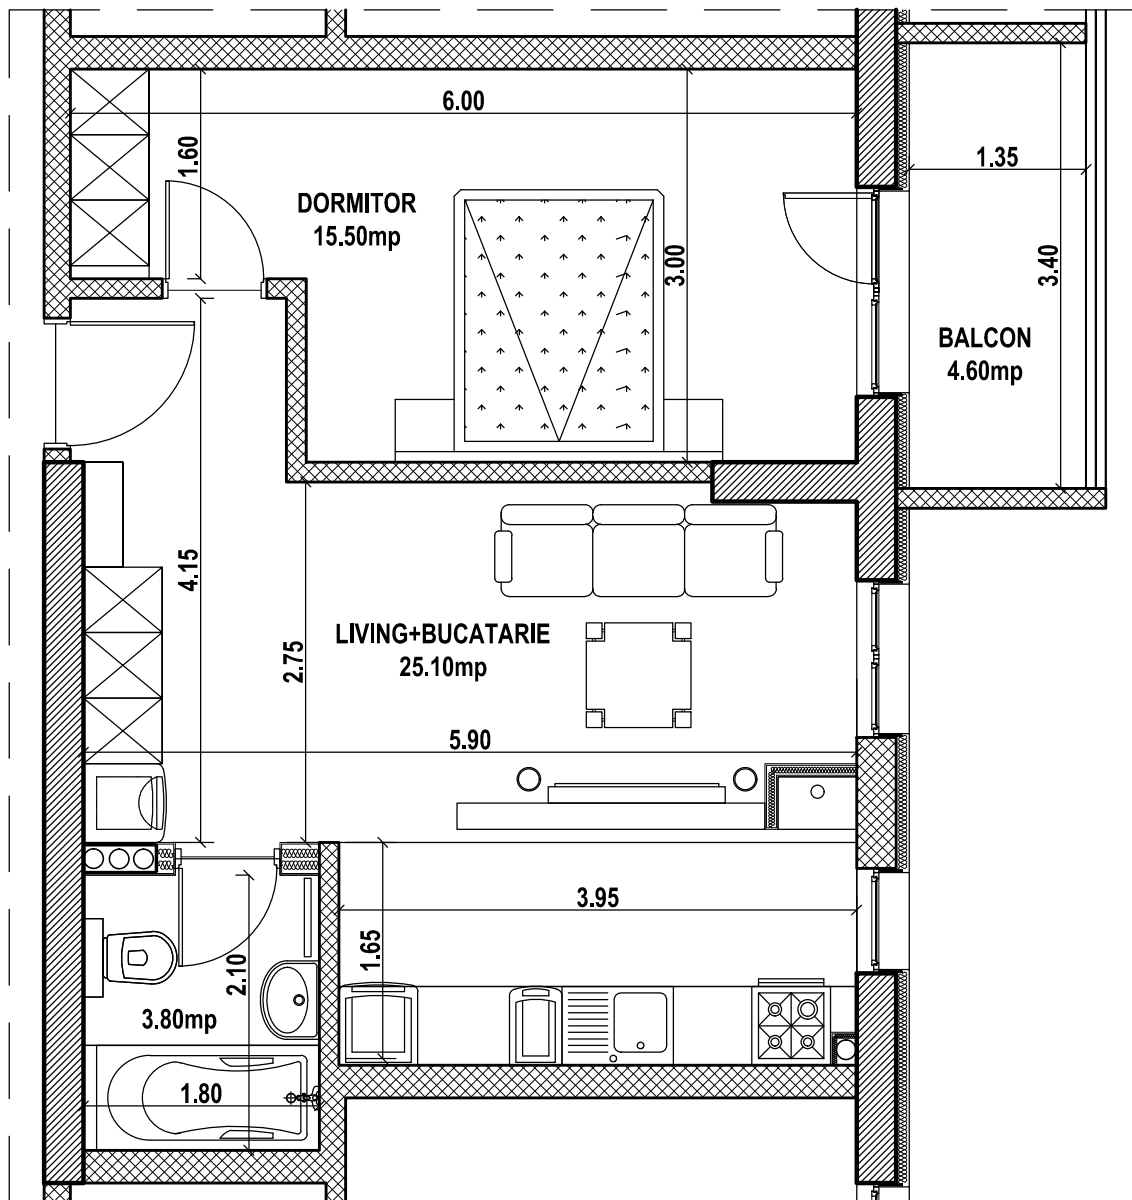 6.00
1.60
1.35
DORMITOR
15.50mp
3.00
3.40
BALCON
4.60mp
4.15
LIVING+BUCATARIE
25.10mp
2.75
5.90
3.95
1.65
2.10
3.80mp
1.80